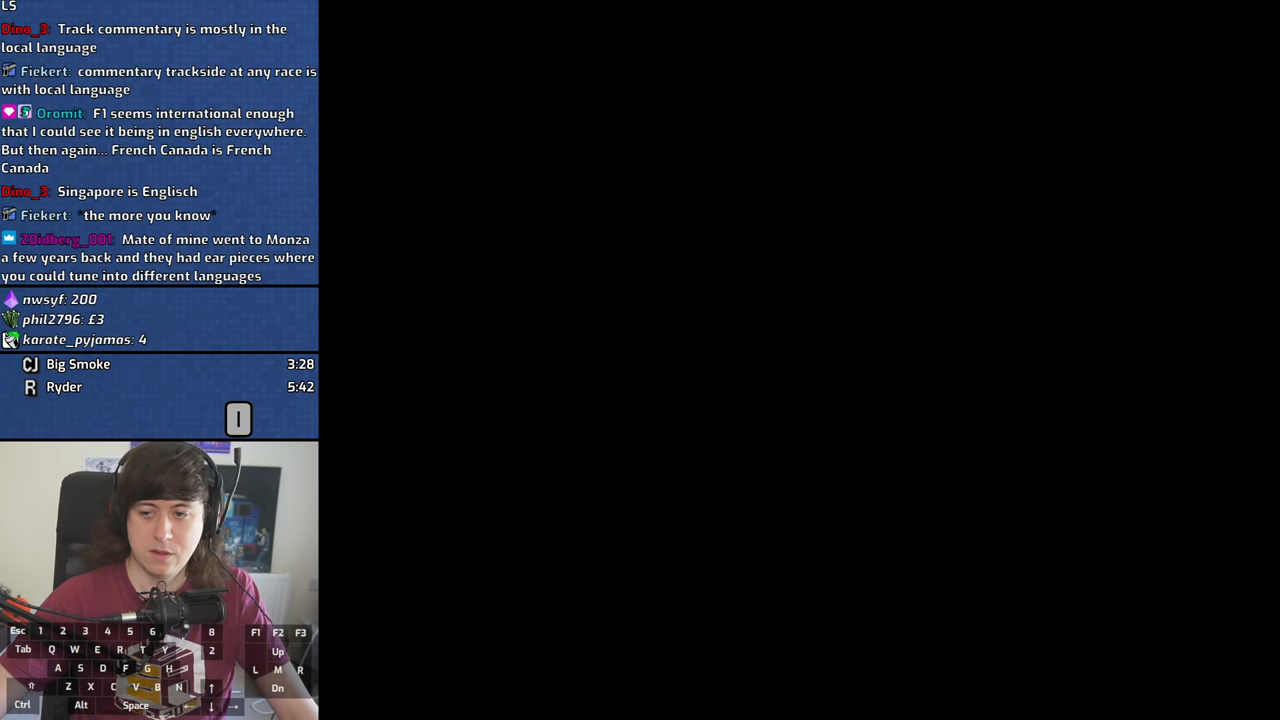 LS
Dino_3: Track commentary is mostly in the
local language
Fiekert: commentary trackside at any race is
with local language
Oromit: F1 seems international enough
that I could see it being in english everywhere.
But then again... French Canada is French
Canada
Dino_3: Singapore is Englisch
Fiekert: *the more you know*
Z0idberg_001: Mate of mine went to Monza
a few years back and they had ear pieces where
you could tune into different languages
nwsyf: 200
phil2796: £3
karate_pyjamas: 4
CJ Big Smoke 3:28
R Ryder 5:42
Esc 1 2 3 4 5 6 8 F1 F2 F3
Tab Q W E R T Y 2 Up
A S D F G H L M R
⇧ Z X C V B N ↑ Dn
Ctrl Alt Space ← ↓ →